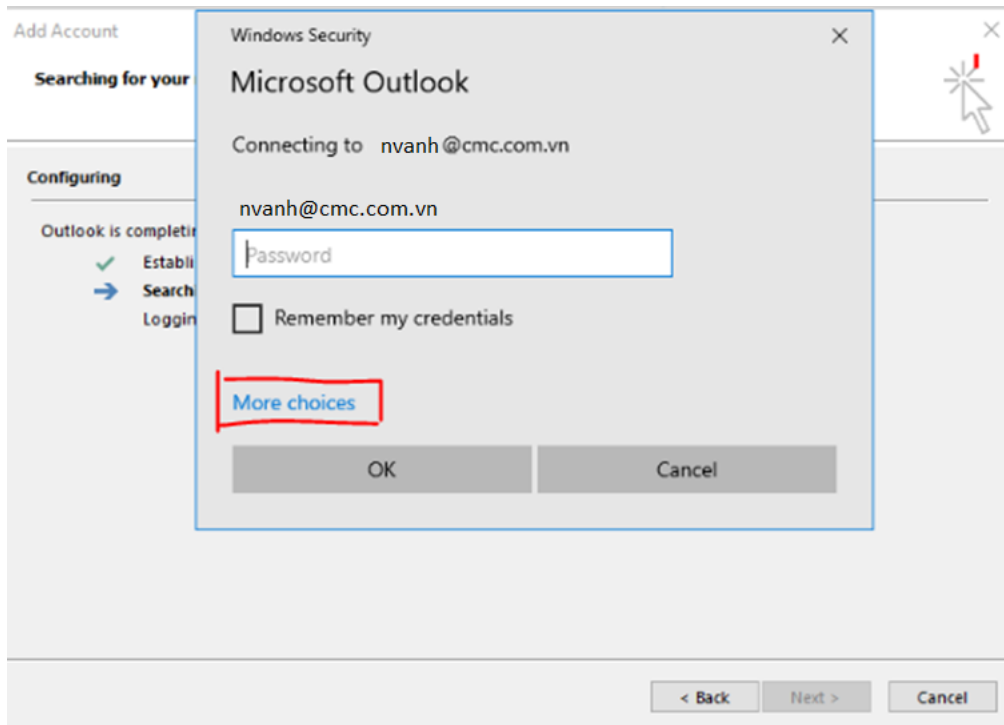 Add Account
Searching for your
Windows Security
Microsoft Outlook
Connecting to nvanh@cmc.com.vn
nvanh@cmc.com.vn
Password
Remember my credentials
More choices
OK Cancel
Configuring
Outlook is completin
Establi
Searchi
Loggin
< Back Next > Cancel